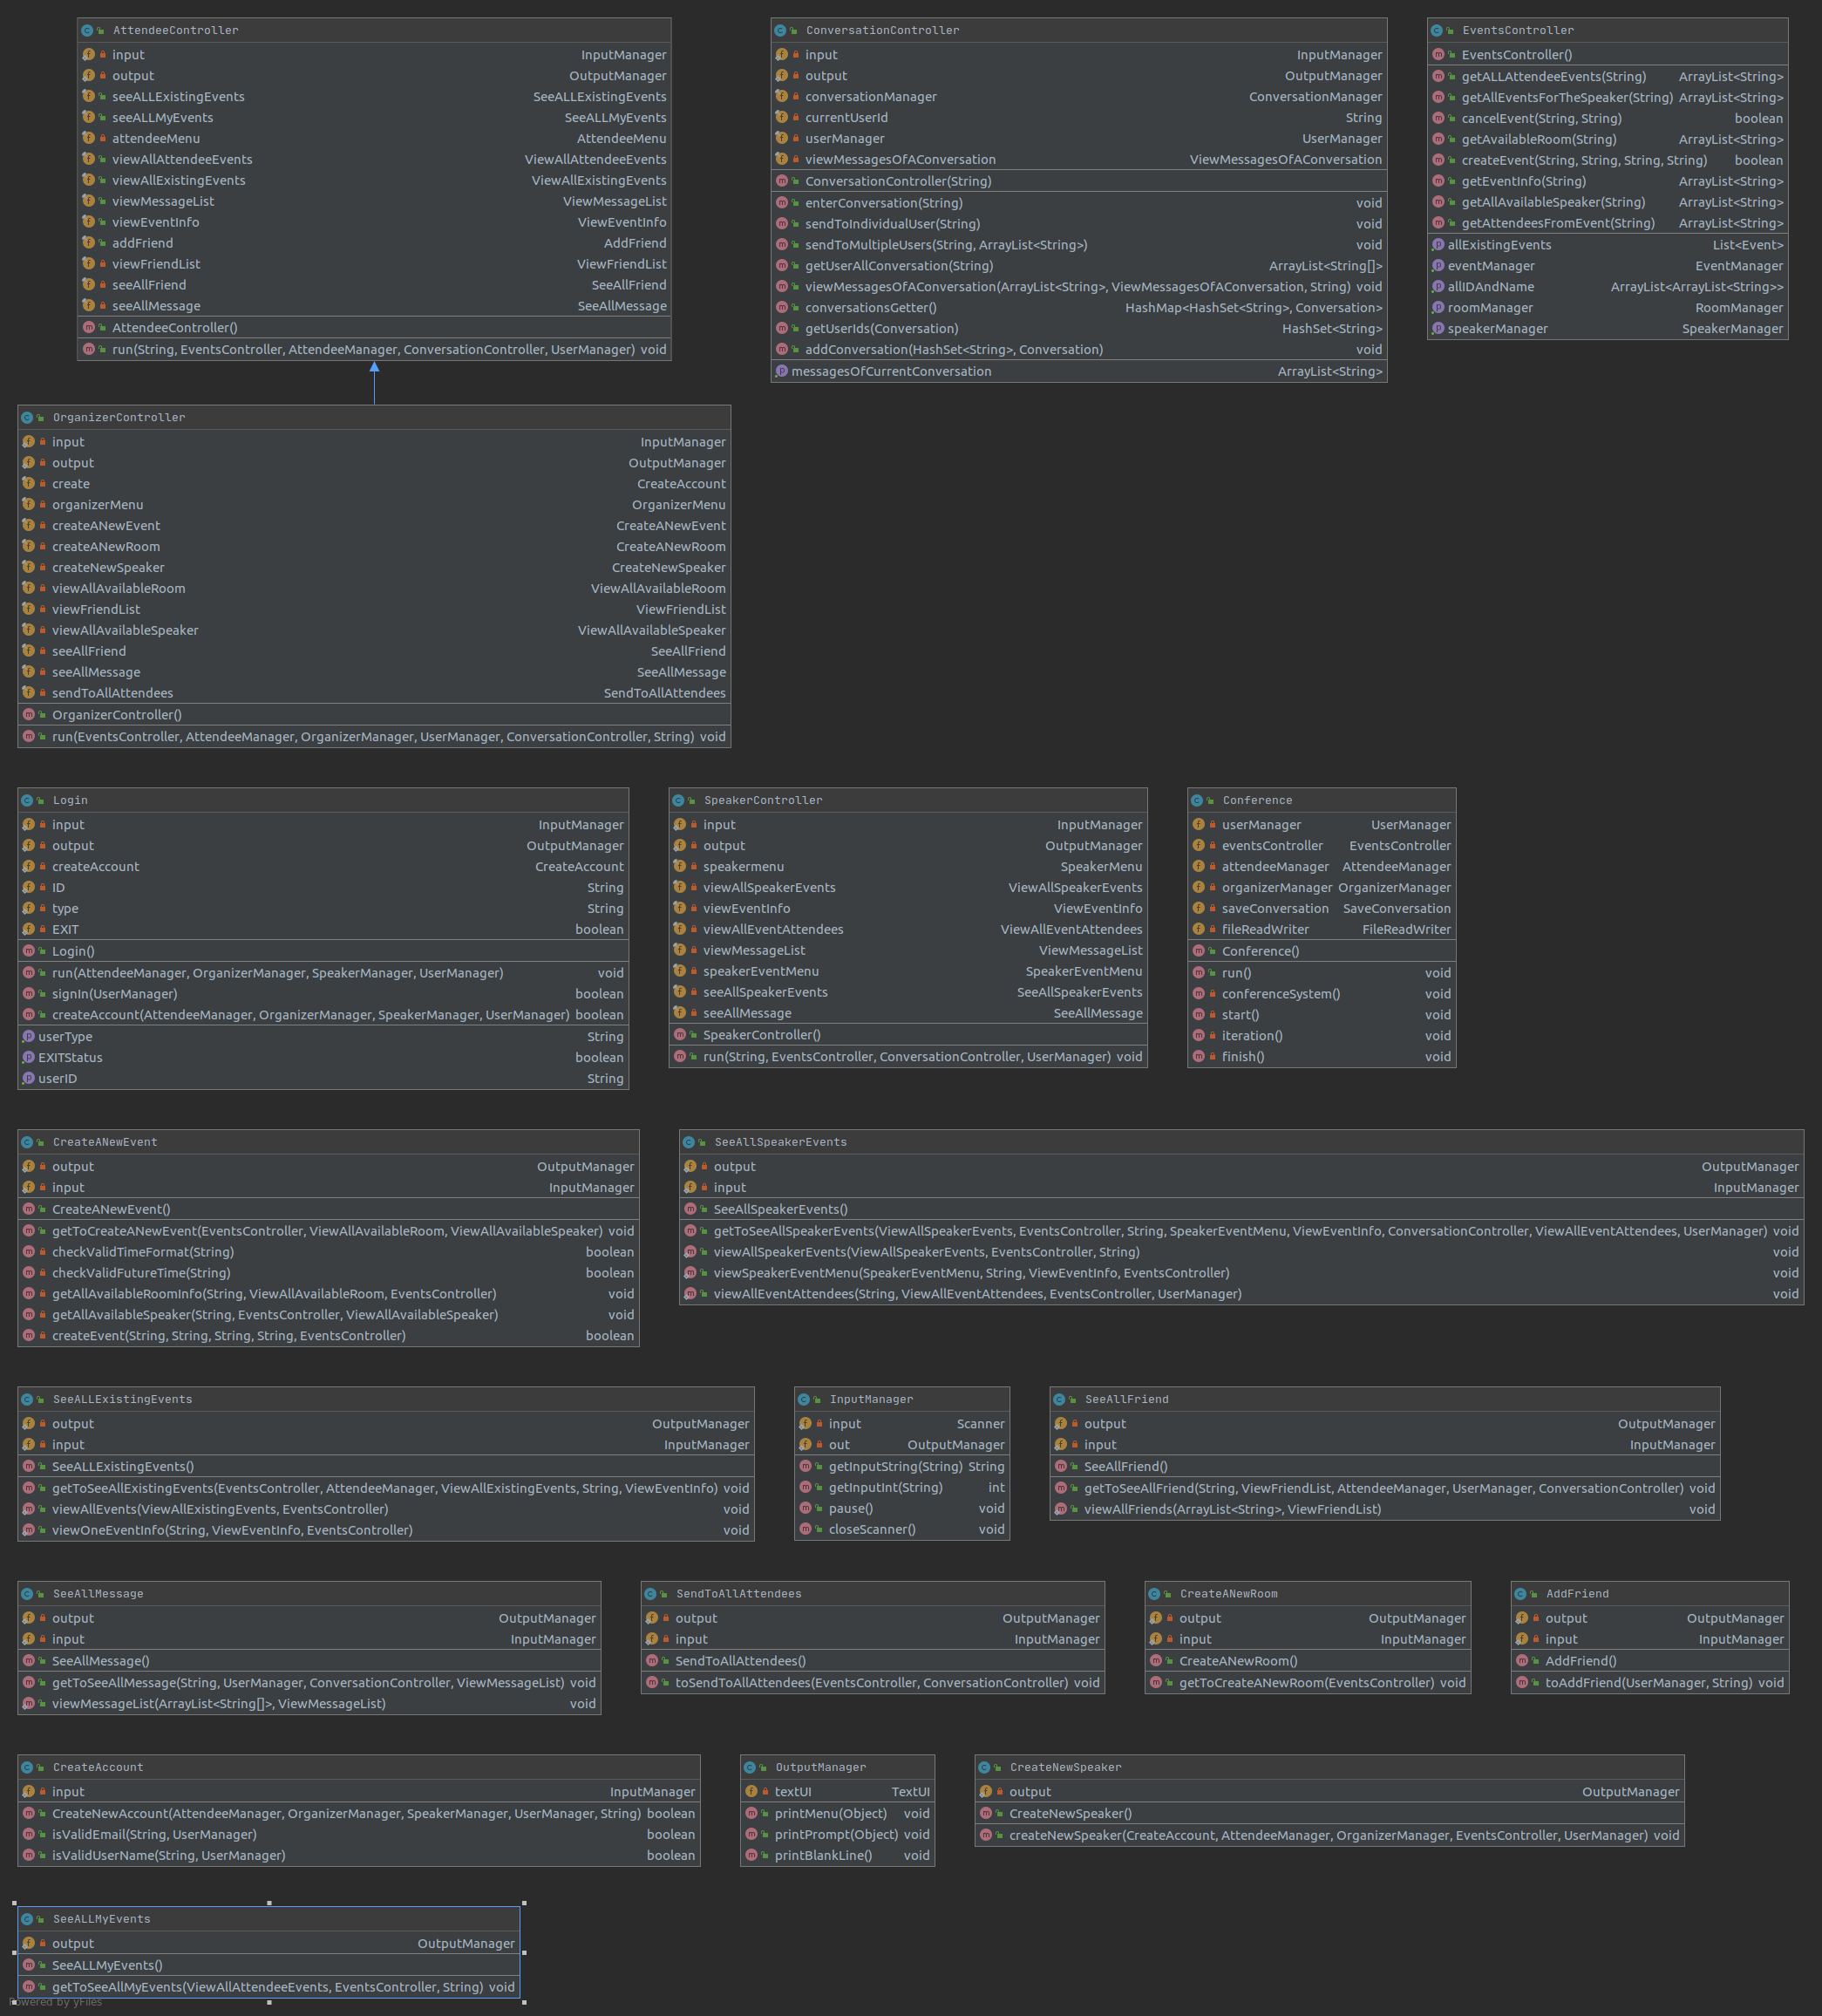 AttendeeController
input InputManager
output OutputManager
seeALLExistingEvents SeeALLExistingEvents
seeALLMyEvents SeeALLMyEvents
attendeeMenu AttendeeMenu
viewAllAttendeeEvents ViewAllAttendeeEvents
viewAllExistingEvents ViewAllExistingEvents
viewMessageList ViewMessageList
viewEventInfo ViewEventInfo
addFriend AddFriend
viewFriendList ViewFriendList
seeAllFriend SeeAllFriend
seeAllMessage SeeAllMessage
AttendeeController()
run(String, EventsController, AttendeeManager, ConversationController, UserManager) void
ConversationController
input InputManager
output OutputManager
conversationManager ConversationManager
currentUserId String
userManager UserManager
viewMessagesOfAConversation ViewMessagesOfAConversation
ConversationController(String)
enterConversation(String) void
sendToIndividualUser(String) void
sendToMultipleUsers(String, ArrayList<String>) void
getUserAllConversation(String) ArrayList<String[]>
viewMessagesOfAConversation(ArrayList<String>, ViewMessagesOfAConversation, String) void
conversationsGetter() HashMap<HashSet<String>, Conversation>
getUserIds(Conversation) HashSet<String>
addConversation(HashSet<String>, Conversation) void
messagesOfCurrentConversation ArrayList<String>
EventsController
EventsController()
getALLAttendeeEvents(String) ArrayList<String>
getAllEventsForTheSpeaker(String) ArrayList<String>
cancelEvent(String, String) boolean
getAvailableRoom(String) ArrayList<String>
createEvent(String, String, String, String) boolean
getEventInfo(String) ArrayList<String>
getAllAvailableSpeaker(String) ArrayList<String>
getAttendeesFromEvent(String) ArrayList<String>
allExistingEvents List<Event>
eventManager EventManager
allIDAndName ArrayList<ArrayList<String>>
roomManager RoomManager
speakerManager SpeakerManager
OrganizerController
input InputManager
output OutputManager
create CreateAccount
organizerMenu OrganizerMenu
createANewEvent CreateANewEvent
createANewRoom CreateANewRoom
createNewSpeaker CreateNewSpeaker
viewAllAvailableRoom ViewAllAvailableRoom
viewFriendList ViewFriendList
viewAllAvailableSpeaker ViewAllAvailableSpeaker
seeAllFriend SeeAllFriend
seeAllMessage SeeAllMessage
sendToAllAttendees SendToAllAttendees
OrganizerController()
run(EventsController, AttendeeManager, OrganizerManager, UserManager, ConversationController, String) void
Login
input InputManager
output OutputManager
createAccount CreateAccount
ID String
type String
EXIT boolean
Login()
run(AttendeeManager, OrganizerManager, SpeakerManager, UserManager) void
signIn(UserManager) boolean
createAccount(AttendeeManager, OrganizerManager, SpeakerManager, UserManager) boolean
userType String
EXITStatus boolean
userID String
SpeakerController
input InputManager
output OutputManager
speakermenu SpeakerMenu
viewAllSpeakerEvents ViewAllSpeakerEvents
viewEventInfo ViewEventInfo
viewAllEventAttendees ViewAllEventAttendees
viewMessageList ViewMessageList
speakerEventMenu SpeakerEventMenu
seeAllSpeakerEvents SeeAllSpeakerEvents
seeAllMessage SeeAllMessage
SpeakerController()
run(String, EventsController, ConversationController, UserManager) void
Conference
userManager UserManager
eventsController EventsController
attendeeManager AttendeeManager
organizerManager OrganizerManager
saveConversation SaveConversation
fileReadWriter FileReadWriter
Conference()
run() void
conferenceSystem() void
start() void
iteration() void
finish() void
CreateANewEvent
output OutputManager
input InputManager
CreateANewEvent()
getToCreateANewEvent(EventsController, ViewAllAvailableRoom, ViewAllAvailableSpeaker) void
checkValidTimeFormat(String) boolean
checkValidFutureTime(String) boolean
getAllAvailableRoomInfo(String, ViewAllAvailableRoom, EventsController) void
getAllAvailableSpeaker(String, EventsController, ViewAllAvailableSpeaker) void
createEvent(String, String, String, String, EventsController) boolean
SeeAllSpeakerEvents
output OutputManager
input InputManager
SeeAllSpeakerEvents()
getToSeeAllSpeakerEvents(ViewAllSpeakerEvents, EventsController, String, SpeakerEventMenu, ViewEventInfo, ConversationController, ViewAllEventAttendees, UserManager) void
viewAllSpeakerEvents(ViewAllSpeakerEvents, EventsController, String) void
viewSpeakerEventMenu(SpeakerEventMenu, String, ViewEventInfo, EventsController) void
viewAllEventAttendees(String, ViewAllEventAttendees, EventsController, UserManager) void
SeeALLExistingEvents
output OutputManager
input InputManager
SeeALLExistingEvents()
getToSeeAllExistingEvents(EventsController, AttendeeManager, ViewAllExistingEvents, String, ViewEventInfo) void
viewAllEvents(ViewAllExistingEvents, EventsController) void
viewOneEventInfo(String, ViewEventInfo, EventsController) void
InputManager
input Scanner
out OutputManager
getInputString(String) String
getInputInt(String) int
pause() void
closeScanner() void
SeeAllFriend
output OutputManager
input InputManager
SeeAllFriend()
getToSeeAllFriend(String, ViewFriendList, AttendeeManager, UserManager, ConversationController) void
viewAllFriends(ArrayList<String>, ViewFriendList) void
SeeAllMessage
output OutputManager
input InputManager
SeeAllMessage()
getToSeeAllMessage(String, UserManager, ConversationController, ViewMessageList) void
viewMessageList(ArrayList<String[]>, ViewMessageList) void
SendToAllAttendees
output OutputManager
input InputManager
SendToAllAttendees()
toSendToAllAttendees(EventsController, ConversationController) void
CreateANewRoom
output OutputManager
input InputManager
CreateANewRoom()
getToCreateANewRoom(EventsController) void
AddFriend
output OutputManager
input InputManager
AddFriend()
toAddFriend(UserManager, String) void
CreateAccount
input InputManager
CreateNewAccount(AttendeeManager, OrganizerManager, SpeakerManager, UserManager, String) boolean
isValidEmail(String, UserManager) boolean
isValidUserName(String, UserManager) boolean
OutputManager
textUI TextUI
printMenu(Object) void
printPrompt(Object) void
printBlankLine() void
CreateNewSpeaker
output OutputManager
CreateNewSpeaker()
createNewSpeaker(CreateAccount, AttendeeManager, OrganizerManager, EventsController, UserManager) void
SeeALLMyEvents
output OutputManager
SeeALLMyEvents()
getToSeeAllMyEvents(ViewAllAttendeeEvents, EventsController, String) void
Powered by yFiles